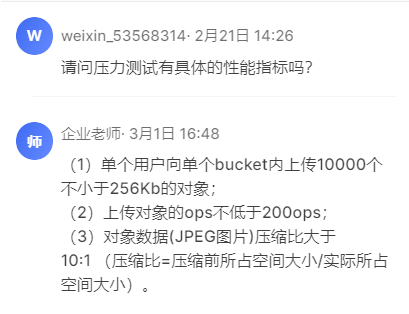 W
weixin_53568314· 2月21日 14:26
请问压力测试有具体的性能指标吗？
师
企业老师· 3月1日 16:48
（1）单个用户向单个bucket内上传10000个
不小于256Kb的对象；
（2）上传对象的ops不低于200ops；
（3）对象数据(JPEG图片)压缩比大于
10:1 （压缩比=压缩前所占空间大小/实际所占
空间大小）。